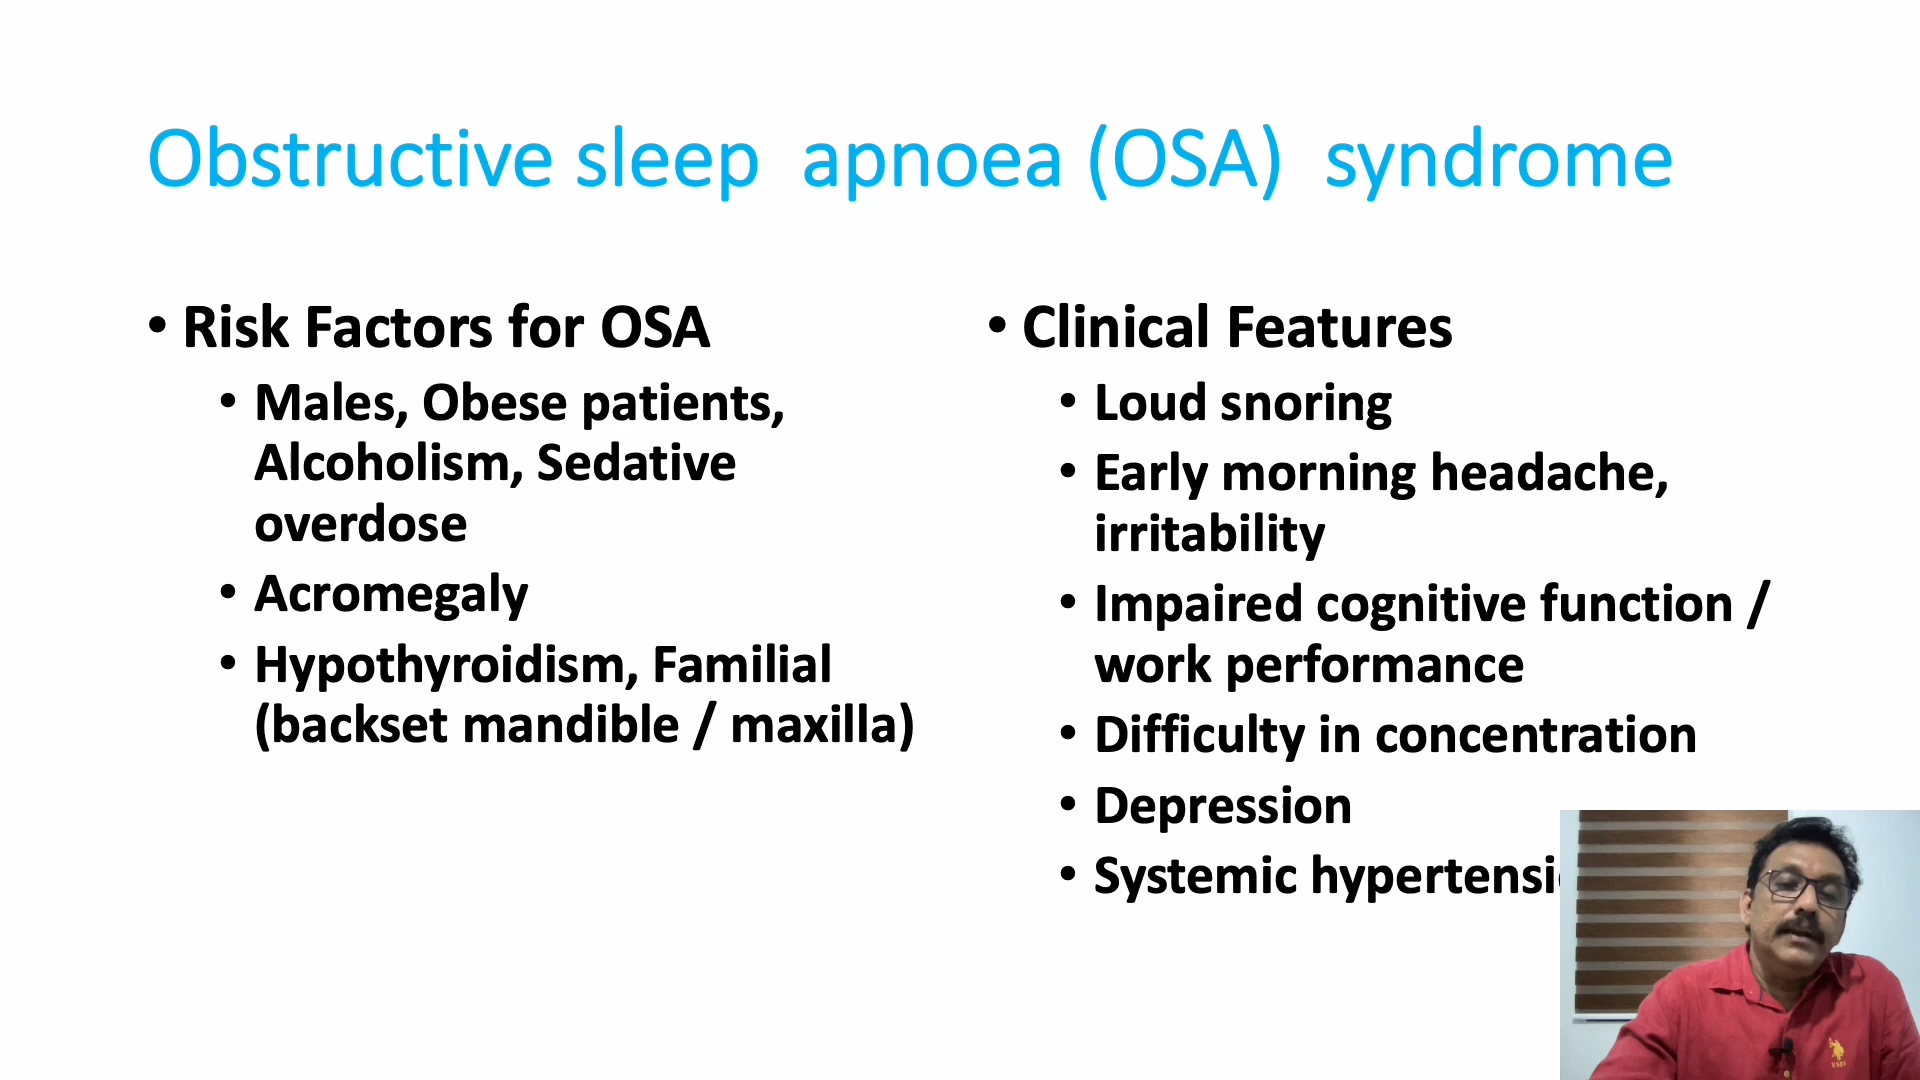 Obstructive sleep apnoea (OSA) syndrome
• Risk Factors for OSA
• Males, Obese patients,
Alcoholism, Sedative
overdose
• Acromegaly
• Hypothyroidism, Familial
(backset mandible / maxilla)
• Clinical Features
• Loud snoring
• Early morning headache,
irritability
• Impaired cognitive function /
work performance
• Difficulty in concentration
• Depression
• Systemic hypertensi